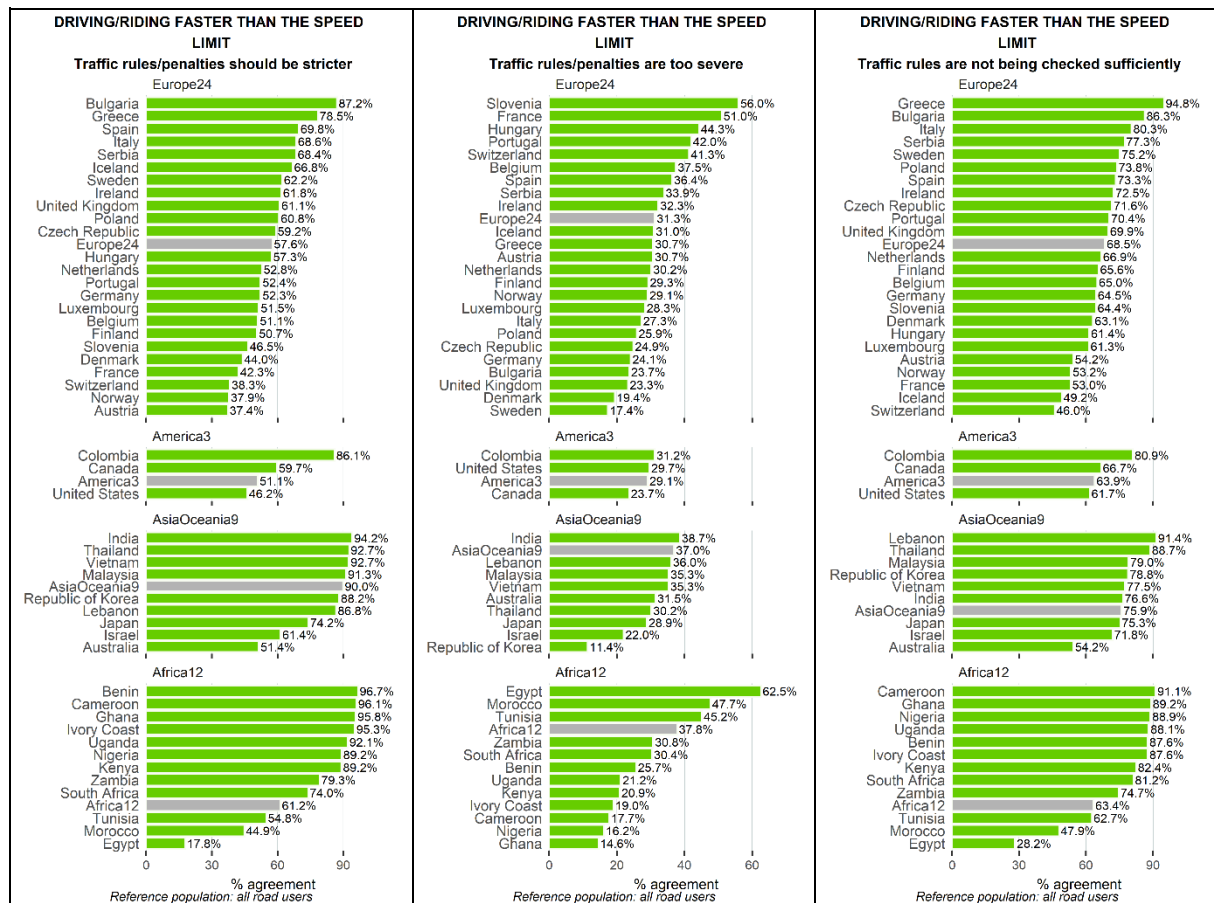 DRIVING/RIDING FASTER THAN THE SPEED
LIMIT
Traffic rules/penalties should be stricter
Europe24
Bulgaria 87.2%
Greece 78.5%
Spain 69.8%
Italy 68.6%
Serbia 68.4%
Iceland 66.8%
Sweden 62.2%
Ireland 61.8%
United Kingdom 61.1%
Poland 60.8%
Czech Republic 59.2%
Europe24 57.6%
Hungary 57.3%
Netherlands 52.8%
Portugal 52.4%
Germany 52.3%
Luxembourg 51.5%
Belgium 51.1%
Finland 50.7%
Slovenia 46.5%
Denmark 44.0%
France 42.3%
Switzerland 38.3%
Norway 37.9%
Austria 37.4%
America3
Colombia 86.1%
Canada 59.7%
America3 51.1%
United States 46.2%
AsiaOceania9
India 94.2%
Thailand 92.7%
Vietnam 92.7%
Malaysia 91.3%
AsiaOceania9 90.0%
Republic of Korea 88.2%
Lebanon 86.8%
Japan 74.2%
Israel 61.4%
Australia 51.4%
Africa12
Benin 96.7%
Cameroon 96.1%
Ghana 95.8%
Ivory Coast 95.3%
Uganda 92.1%
Nigeria 89.2%
Kenya 89.2%
Zambia 79.3%
South Africa 74.0%
Africa12 61.2%
Tunisia 54.8%
Morocco 44.9%
Egypt 17.8%
0 30 60 90
% agreement
Reference population: all road users
DRIVING/RIDING FASTER THAN THE SPEED
LIMIT
Traffic rules/penalties are too severe
Europe24
Slovenia 56.0%
France 51.0%
Hungary 44.3%
Portugal 42.0%
Switzerland 41.3%
Belgium 37.5%
Spain 36.4%
Serbia 33.9%
Ireland 32.3%
Europe24 31.3%
Iceland 31.0%
Greece 30.7%
Austria 30.7%
Netherlands 30.2%
Finland 29.3%
Norway 29.1%
Luxembourg 28.3%
Italy 27.3%
Poland 25.9%
Czech Republic 24.9%
Germany 24.1%
Bulgaria 23.7%
United Kingdom 23.3%
Denmark 19.4%
Sweden 17.4%
America3
Colombia 31.2%
United States 29.7%
America3 29.1%
Canada 23.7%
AsiaOceania9
India 38.7%
AsiaOceania9 37.0%
Lebanon 36.0%
Malaysia 35.3%
Vietnam 35.3%
Australia 31.5%
Thailand 30.2%
Japan 28.9%
Israel 22.0%
Republic of Korea 11.4%
Africa12
Egypt 62.5%
Morocco 47.7%
Tunisia 45.2%
Africa12 37.8%
Zambia 30.8%
South Africa 30.4%
Benin 25.7%
Uganda 21.2%
Kenya 20.9%
Ivory Coast 19.0%
Cameroon 17.7%
Nigeria 16.2%
Ghana 14.6%
0 20 40 60
% agreement
Reference population: all road users
DRIVING/RIDING FASTER THAN THE SPEED
LIMIT
Traffic rules are not being checked sufficiently
Europe24
Greece 94.8%
Bulgaria 86.3%
Italy 80.3%
Serbia 77.3%
Sweden 75.2%
Poland 73.8%
Spain 73.3%
Ireland 72.5%
Czech Republic 71.6%
Portugal 70.4%
United Kingdom 69.9%
Europe24 68.5%
Netherlands 66.9%
Finland 65.6%
Belgium 65.0%
Germany 64.5%
Slovenia 64.4%
Denmark 63.1%
Hungary 61.4%
Luxembourg 61.3%
Austria 54.2%
Norway 53.2%
France 53.0%
Iceland 49.2%
Switzerland 46.0%
America3
Colombia 80.9%
Canada 66.7%
America3 63.9%
United States 61.7%
AsiaOceania9
Lebanon 91.4%
Thailand 88.7%
Malaysia 79.0%
Republic of Korea 78.8%
Vietnam 77.5%
India 76.6%
AsiaOceania9 75.9%
Japan 75.3%
Israel 71.8%
Australia 54.2%
Africa12
Cameroon 91.1%
Ghana 89.2%
Nigeria 88.9%
Uganda 88.1%
Benin 87.6%
Ivory Coast 87.6%
Kenya 82.4%
South Africa 81.2%
Zambia 74.7%
Africa12 63.4%
Tunisia 62.7%
Morocco 47.9%
Egypt 28.2%
0 30 60 90
% agreement
Reference population: all road users